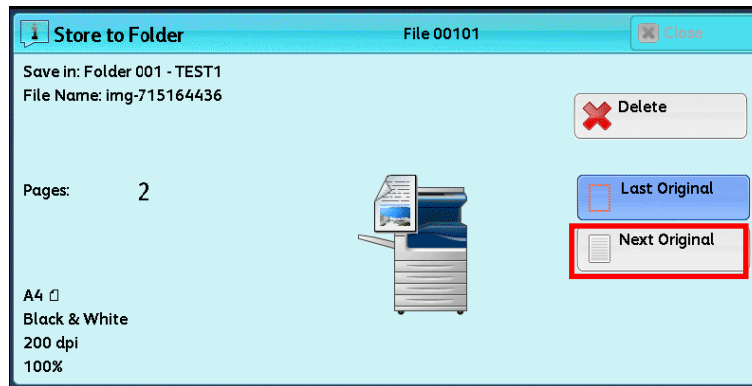 Store to Folder
File 00101
Close
Save in: Folder 001 - TEST1
File Name: img-715164436
Delete
Pages: 2
Last Original
Next Original
A4
Black & White
200 dpi
100%